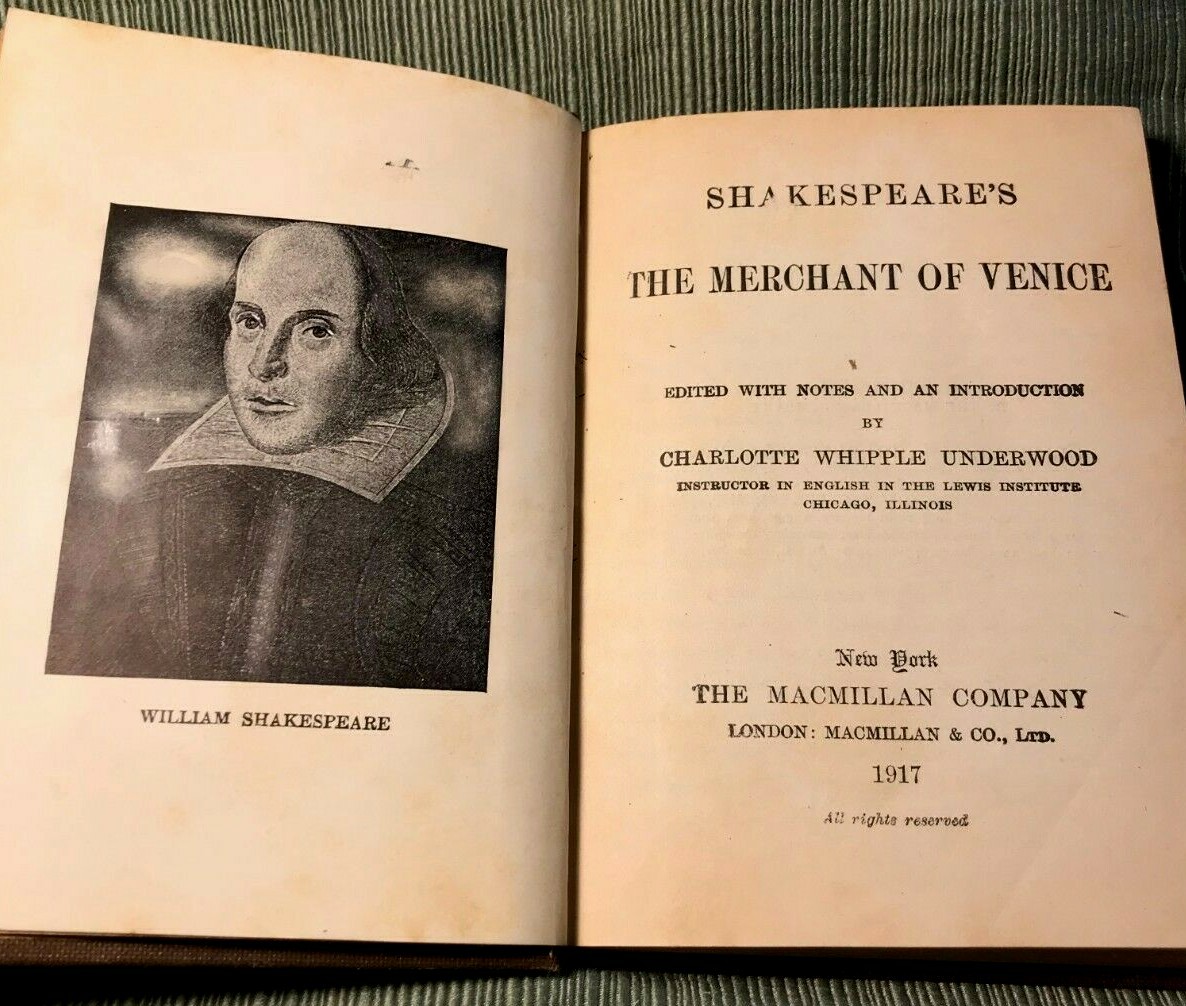 WILLIAM SHAKESPEARE
SHAKESPEARE'S
THE MERCHANT OF VENICE
EDITED WITH NOTES AND AN INTRODUCTION
BY
CHARLOTTE WHIPPLE UNDERWOOD
INSTRUCTOR IN ENGLISH IN THE LEWIS INSTITUTE
CHICAGO, ILLINOIS
New York
THE MACMILLAN COMPANY
LONDON: MACMILLAN & CO., LTD.
1917
All rights reserved